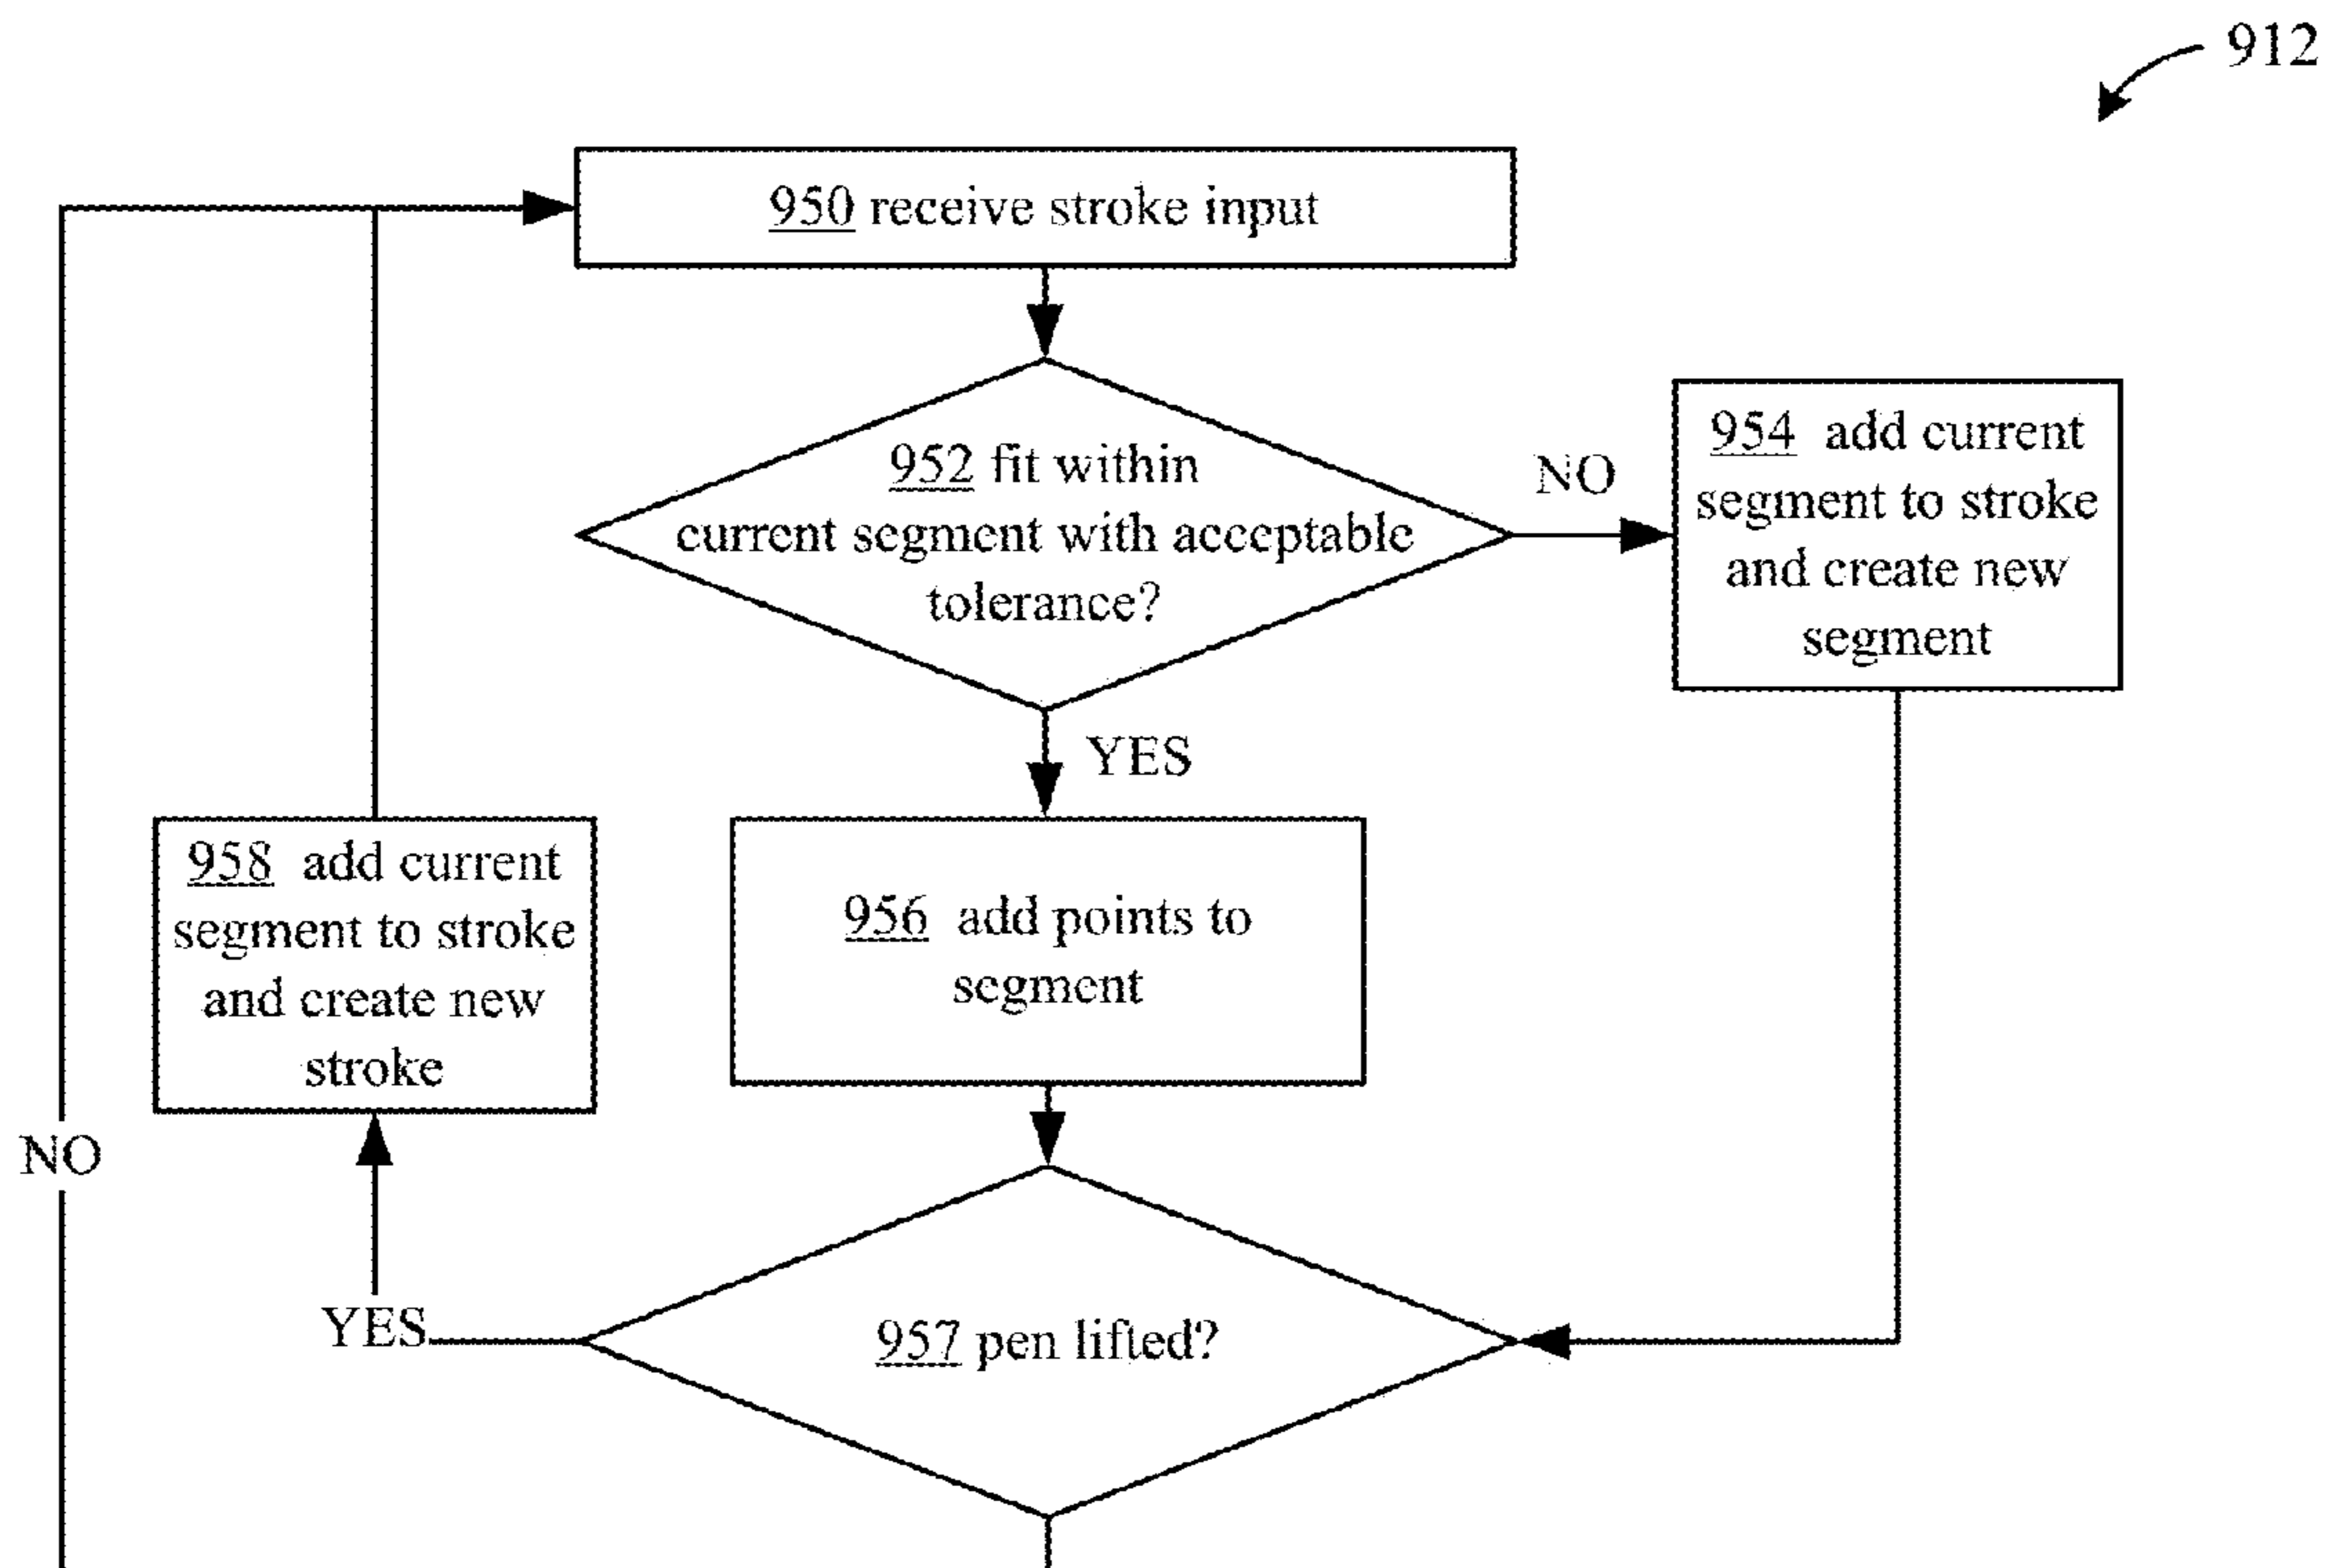 912
950 receive stroke input
952 fit within
current segment with acceptable
tolerance?
NO
954 add current
segment to stroke
and create new
segment
YES
958 add current
segment to stroke
and create new
stroke
956 add points to
segment
NO
YES
957 pen lifted?